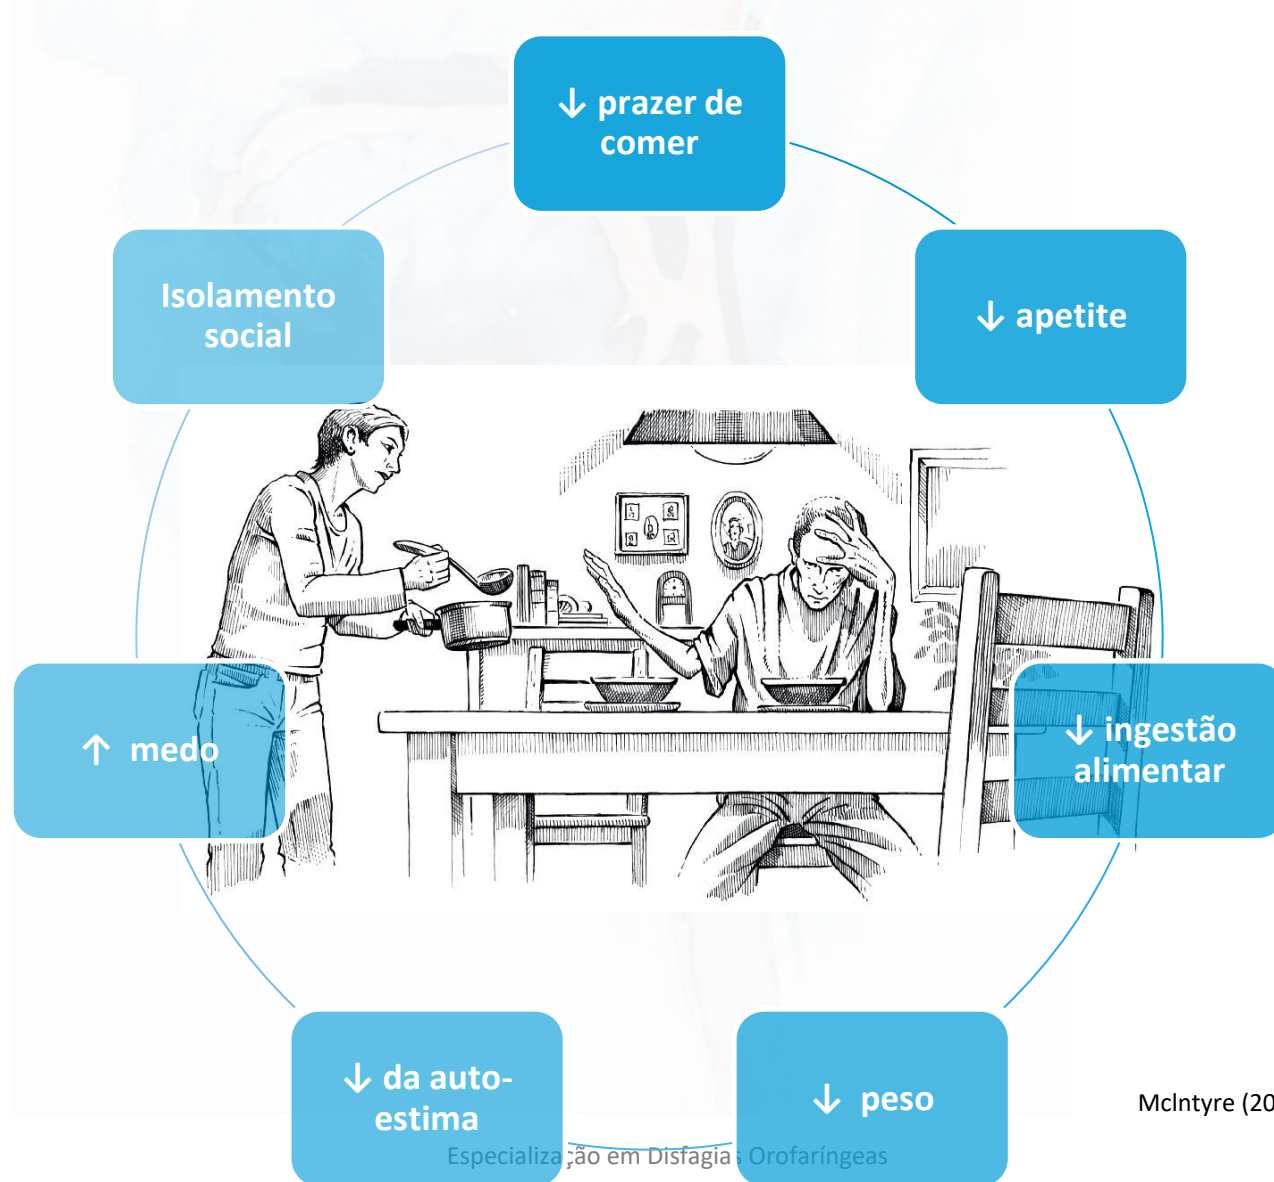 ↓ prazer de
comer
↓ apetite
↓ ingestão
alimentar
↓ peso
↓ da auto-
estima
↑ medo
Isolamento
social
McIntyre (20
Especialização em Disfagias Orofaríngeas